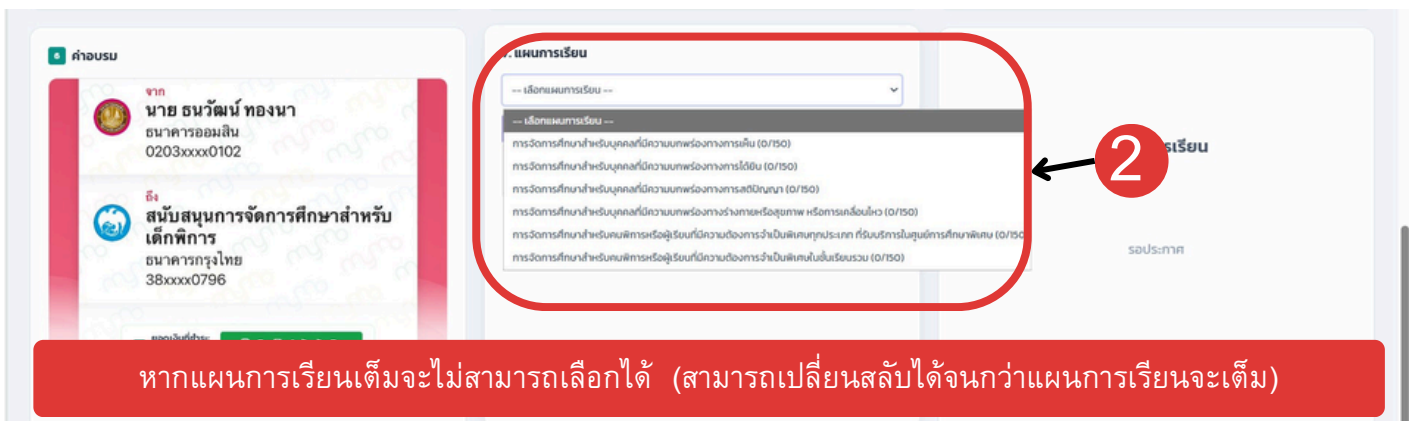 6 ค่าอบรม
จาก
นาย ธนวัฒน์ ทองนา
ธนาคารออมสิน
0203xxxx0102
ถึง
สนับสนุนการจัดการศึกษาสำหรับ
เด็กพิการ
ธนาคารกรุงไทย
38xxxx0796
ยอดเงินที่ชำระ
. แผนการเรียน
-- เลือกแผนการเรียน --
-- เลือกแผนการเรียน --
การจัดการศึกษาสำหรับบุคคลที่มีความบกพร่องทางการเห็น (0/150)
การจัดการศึกษาสำหรับบุคคลที่มีความบกพร่องทางการได้ยิน (0/150)
การจัดการศึกษาสำหรับบุคคลที่มีความบกพร่องทางการสติปัญญา (0/150)
การจัดการศึกษาสำหรับบุคคลที่มีความบกพร่องทางร่างกายหรือสุขภาพ หรือการเคลื่อนไหว (0/150)
การจัดการศึกษาสำหรับคนพิการหรือผู้เรียนที่มีความต้องการจำเป็นพิเศษทุกประเภท ที่รับบริการในศูนย์การศึกษาพิเศษ (0/150
การจัดการศึกษาสำหรับคนพิการหรือผู้เรียนที่มีความต้องการจำเป็นพิเศษในชั้นเรียนรวม (0/150)
2
รเรียน
รอประกาศ
หากแผนการเรียนเต็มจะไม่สามารถเลือกได้ (สามารถเปลี่ยนสลับได้จนกว่าแผนการเรียนจะเต็ม)